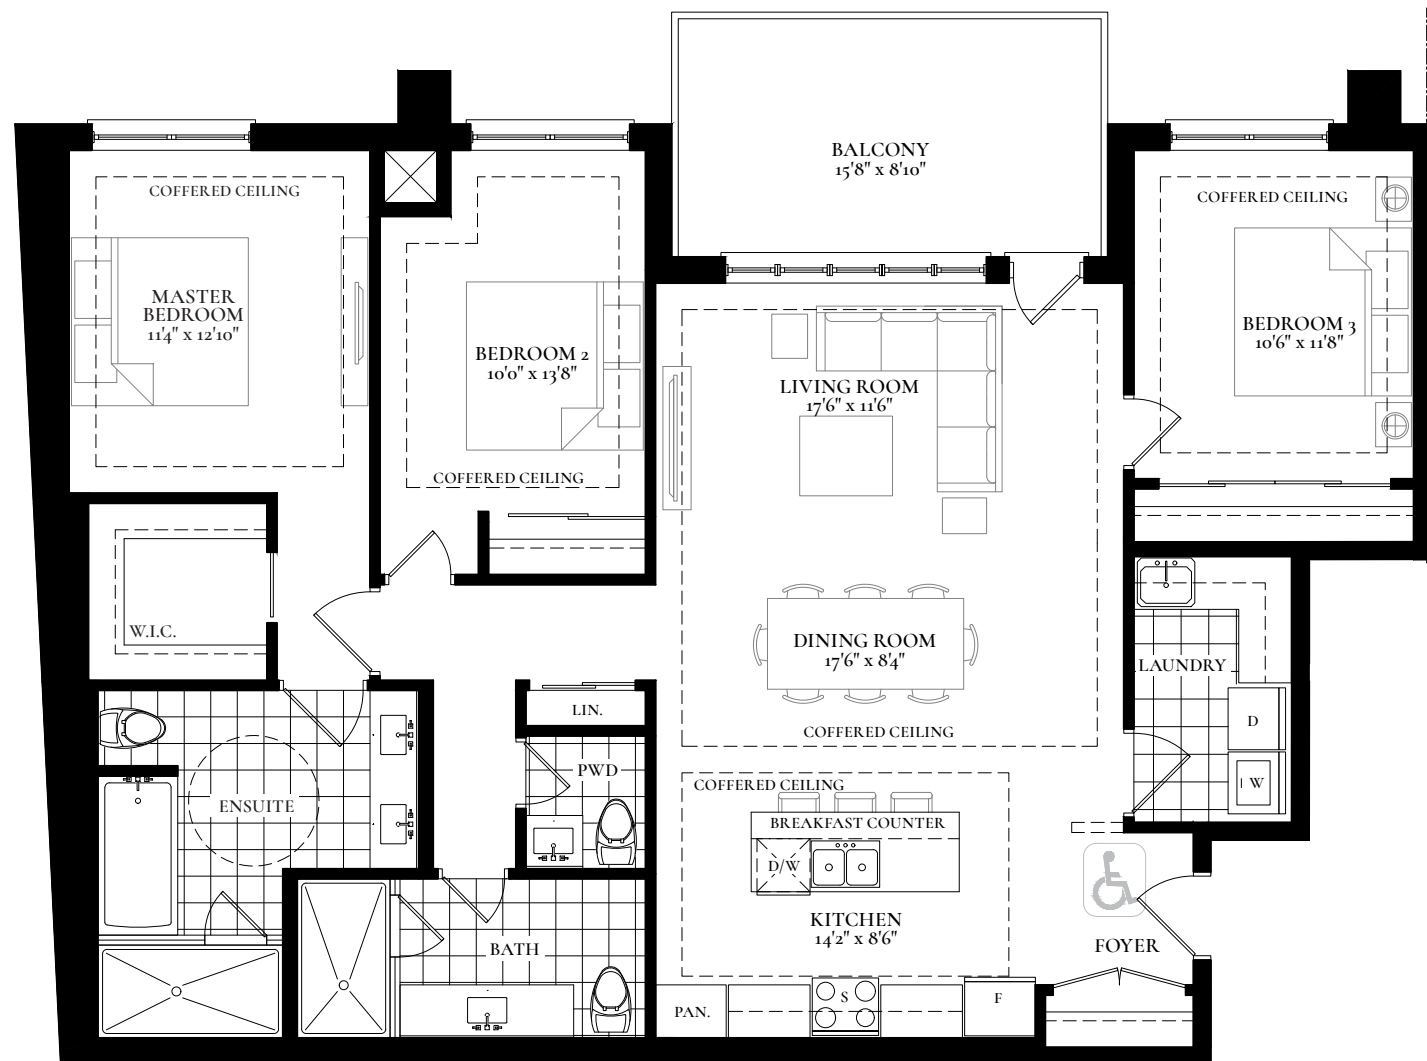 BALCONY
15'8" x 8'10"
COFFERED CEILING
MASTER
BEDROOM
11'4" x 12'10"
BEDROOM 2
10'0" x 13'8"
COFFERED CEILING
LIVING ROOM
17'6" x 11'6"
COFFERED CEILING
BEDROOM 3
10'6" x 11'8"
W.I.C.
DINING ROOM
17'6" x 8'4"
COFFERED CEILING
LAUNDRY
D
W
LIN.
PWD
ENSUITE
COFFERED CEILING
BREAKFAST COUNTER
D/W
KITCHEN
14'2" x 8'6"
FOYER
BATH
PAN.
S
F